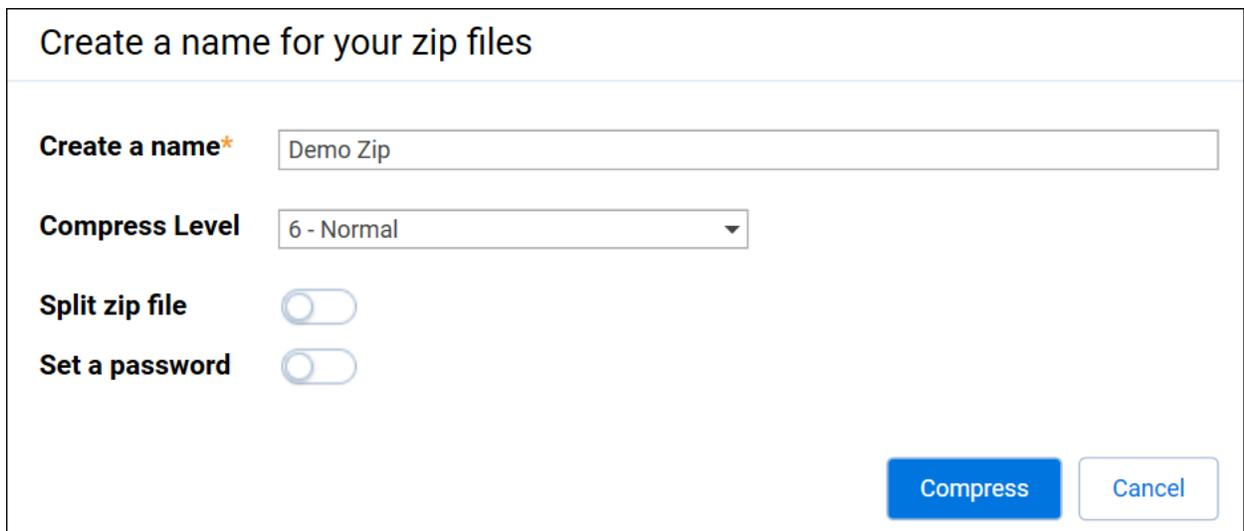 Create a name for your zip files
Create a name* Demo Zip
Compress Level 6 - Normal
Split zip file
Set a password
Compress Cancel